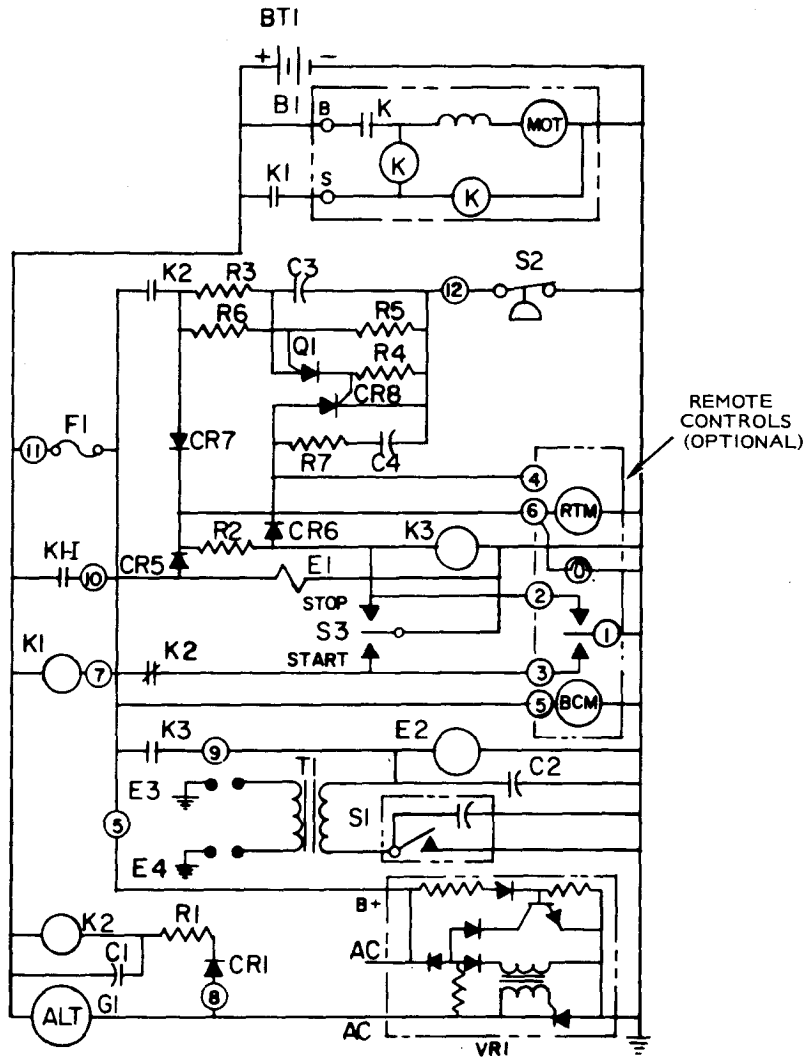 BT1
+ -
B1 B K MOT
K
K1 S K
K2 R3 C3 12 S2
R6 R5
Q1 R4
CR8
REMOTE
CONTROLS
(OPTIONAL)
F1
11 CR7
R7 C4
4
6 RTM
R2 CR6 K3
K1-1
10 CR5 E1
STOP 2
S3 1
START
K1 7 K2 3
5 BCM
K3 9 E2
T1 C2
E3
S1
5
E4
B+
K2 R1
AC
C1 CR1
8
ALT G1
AC
VR1